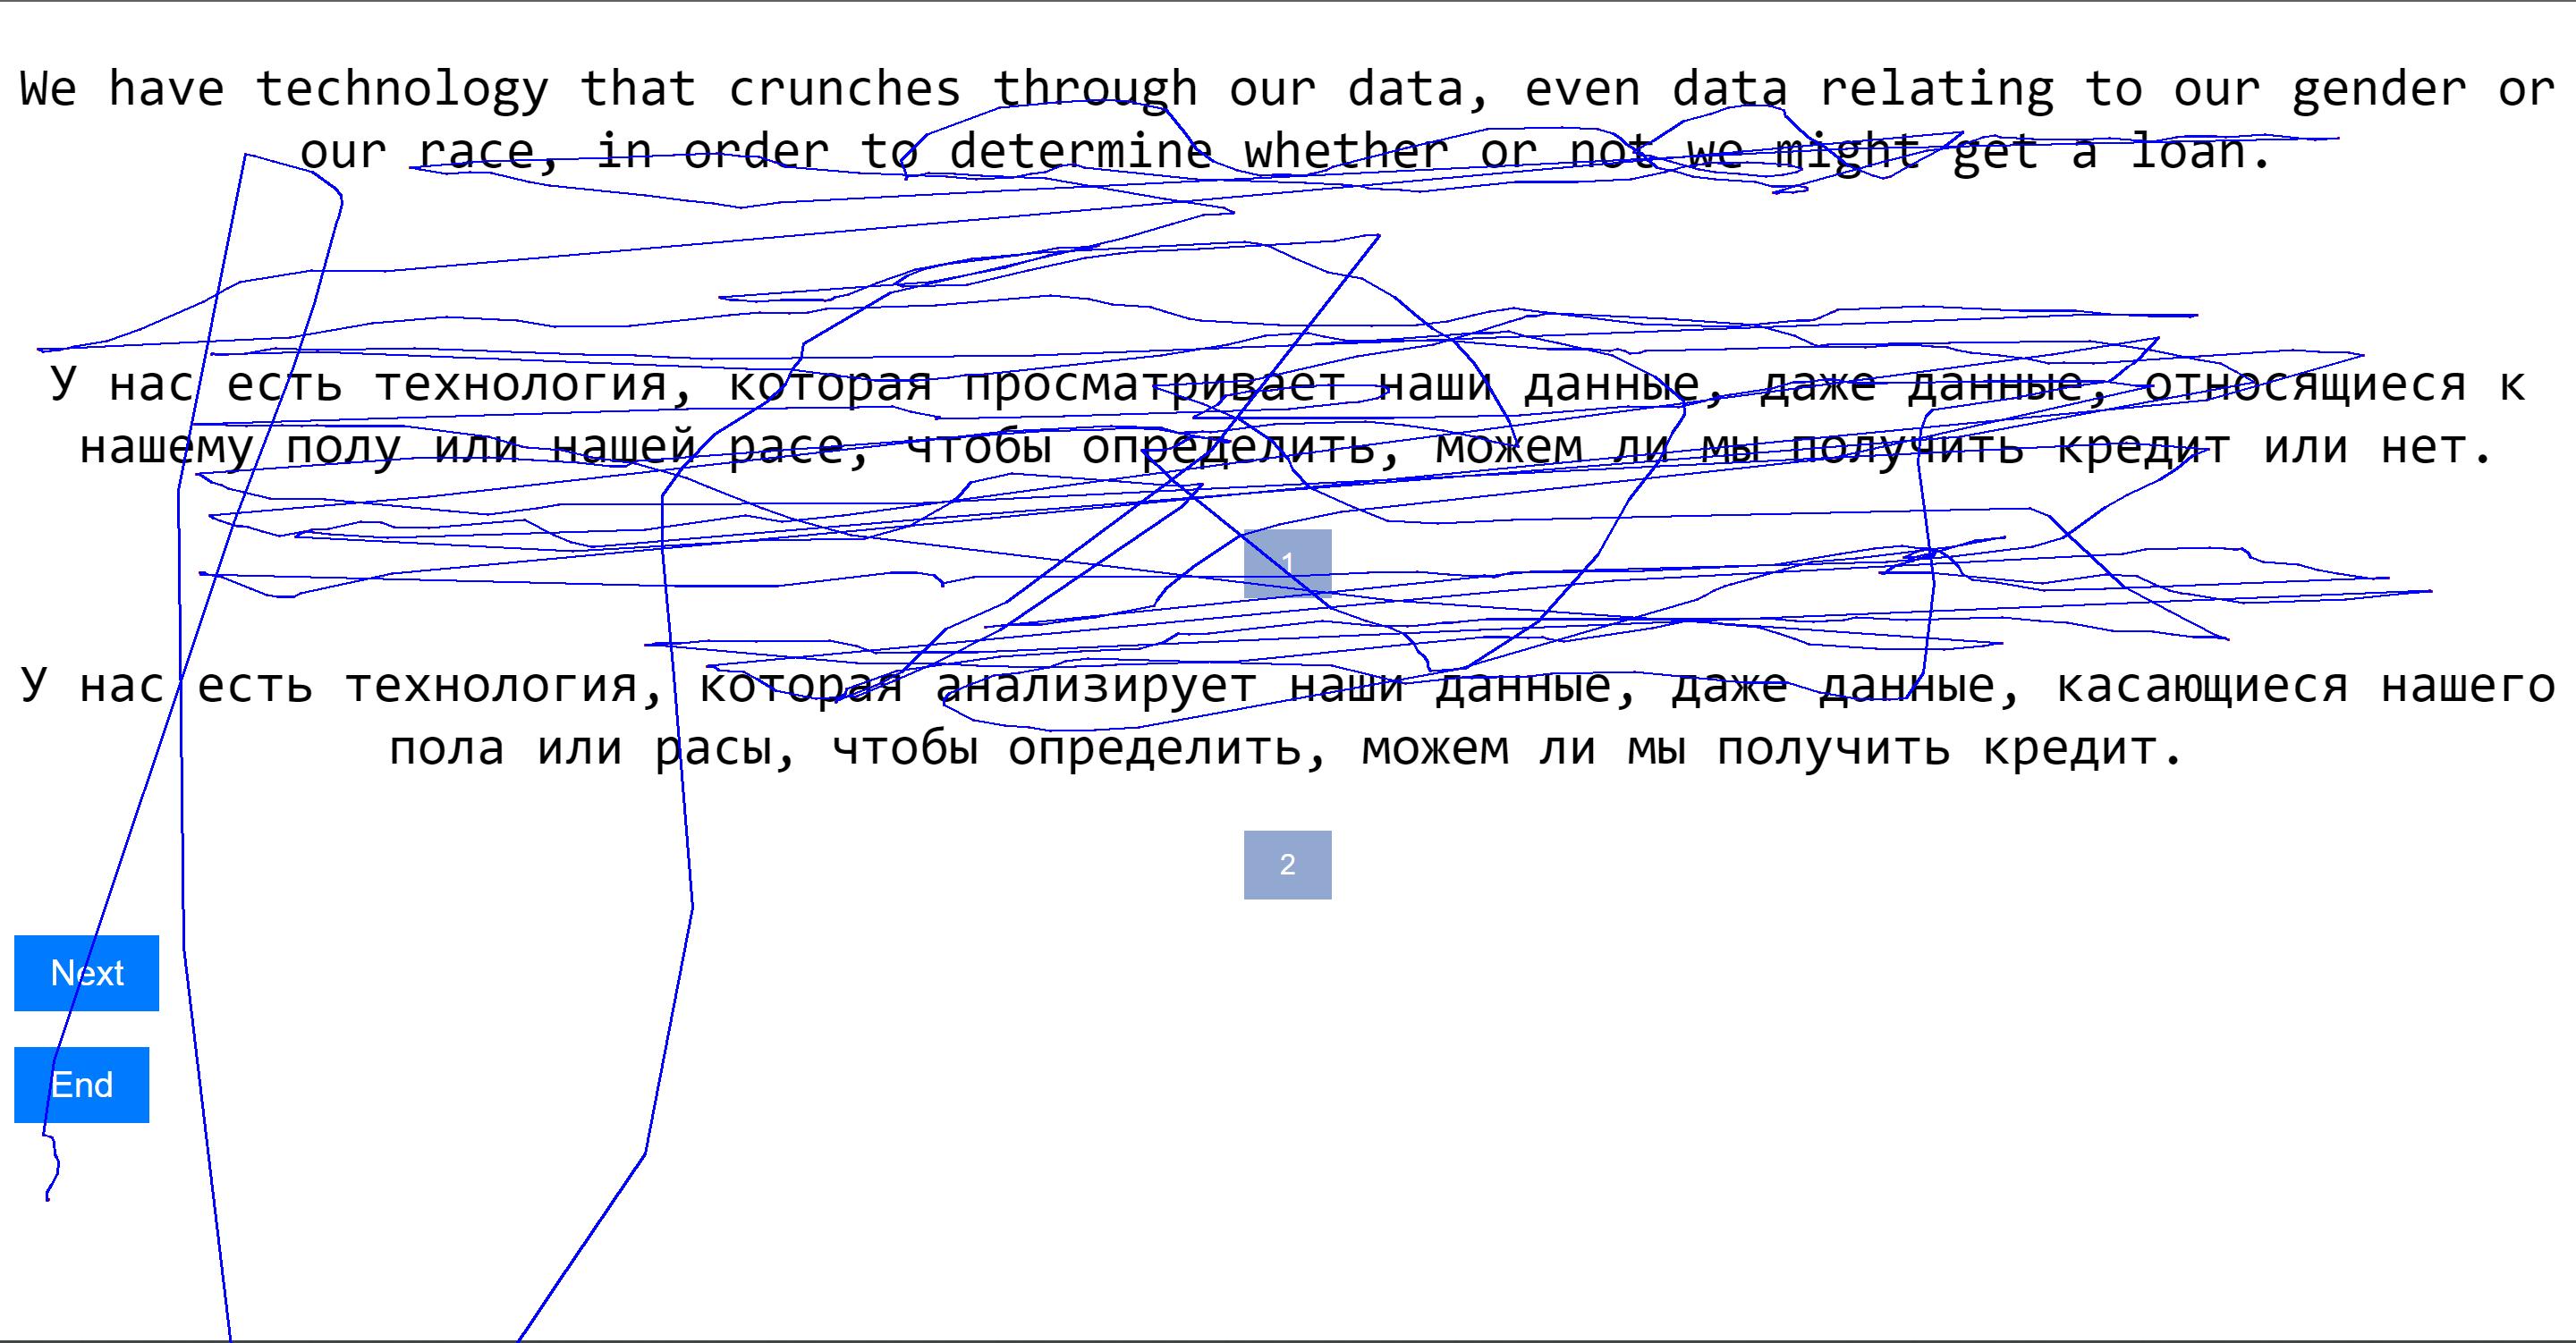 We have technology that crunches through our data, even data relating to our gender or
our race, in order to determine whether or not we might get a loan.
У нас есть технология, которая просматривает наши данные, даже данные, относящиеся к
нашему полу или нашей расе, чтобы определить, можем ли мы получить кредит или нет.
1
У нас есть технология, которая анализирует наши данные, даже данные, касающиеся нашего
пола или расы, чтобы определить, можем ли мы получить кредит.
2
Next
End